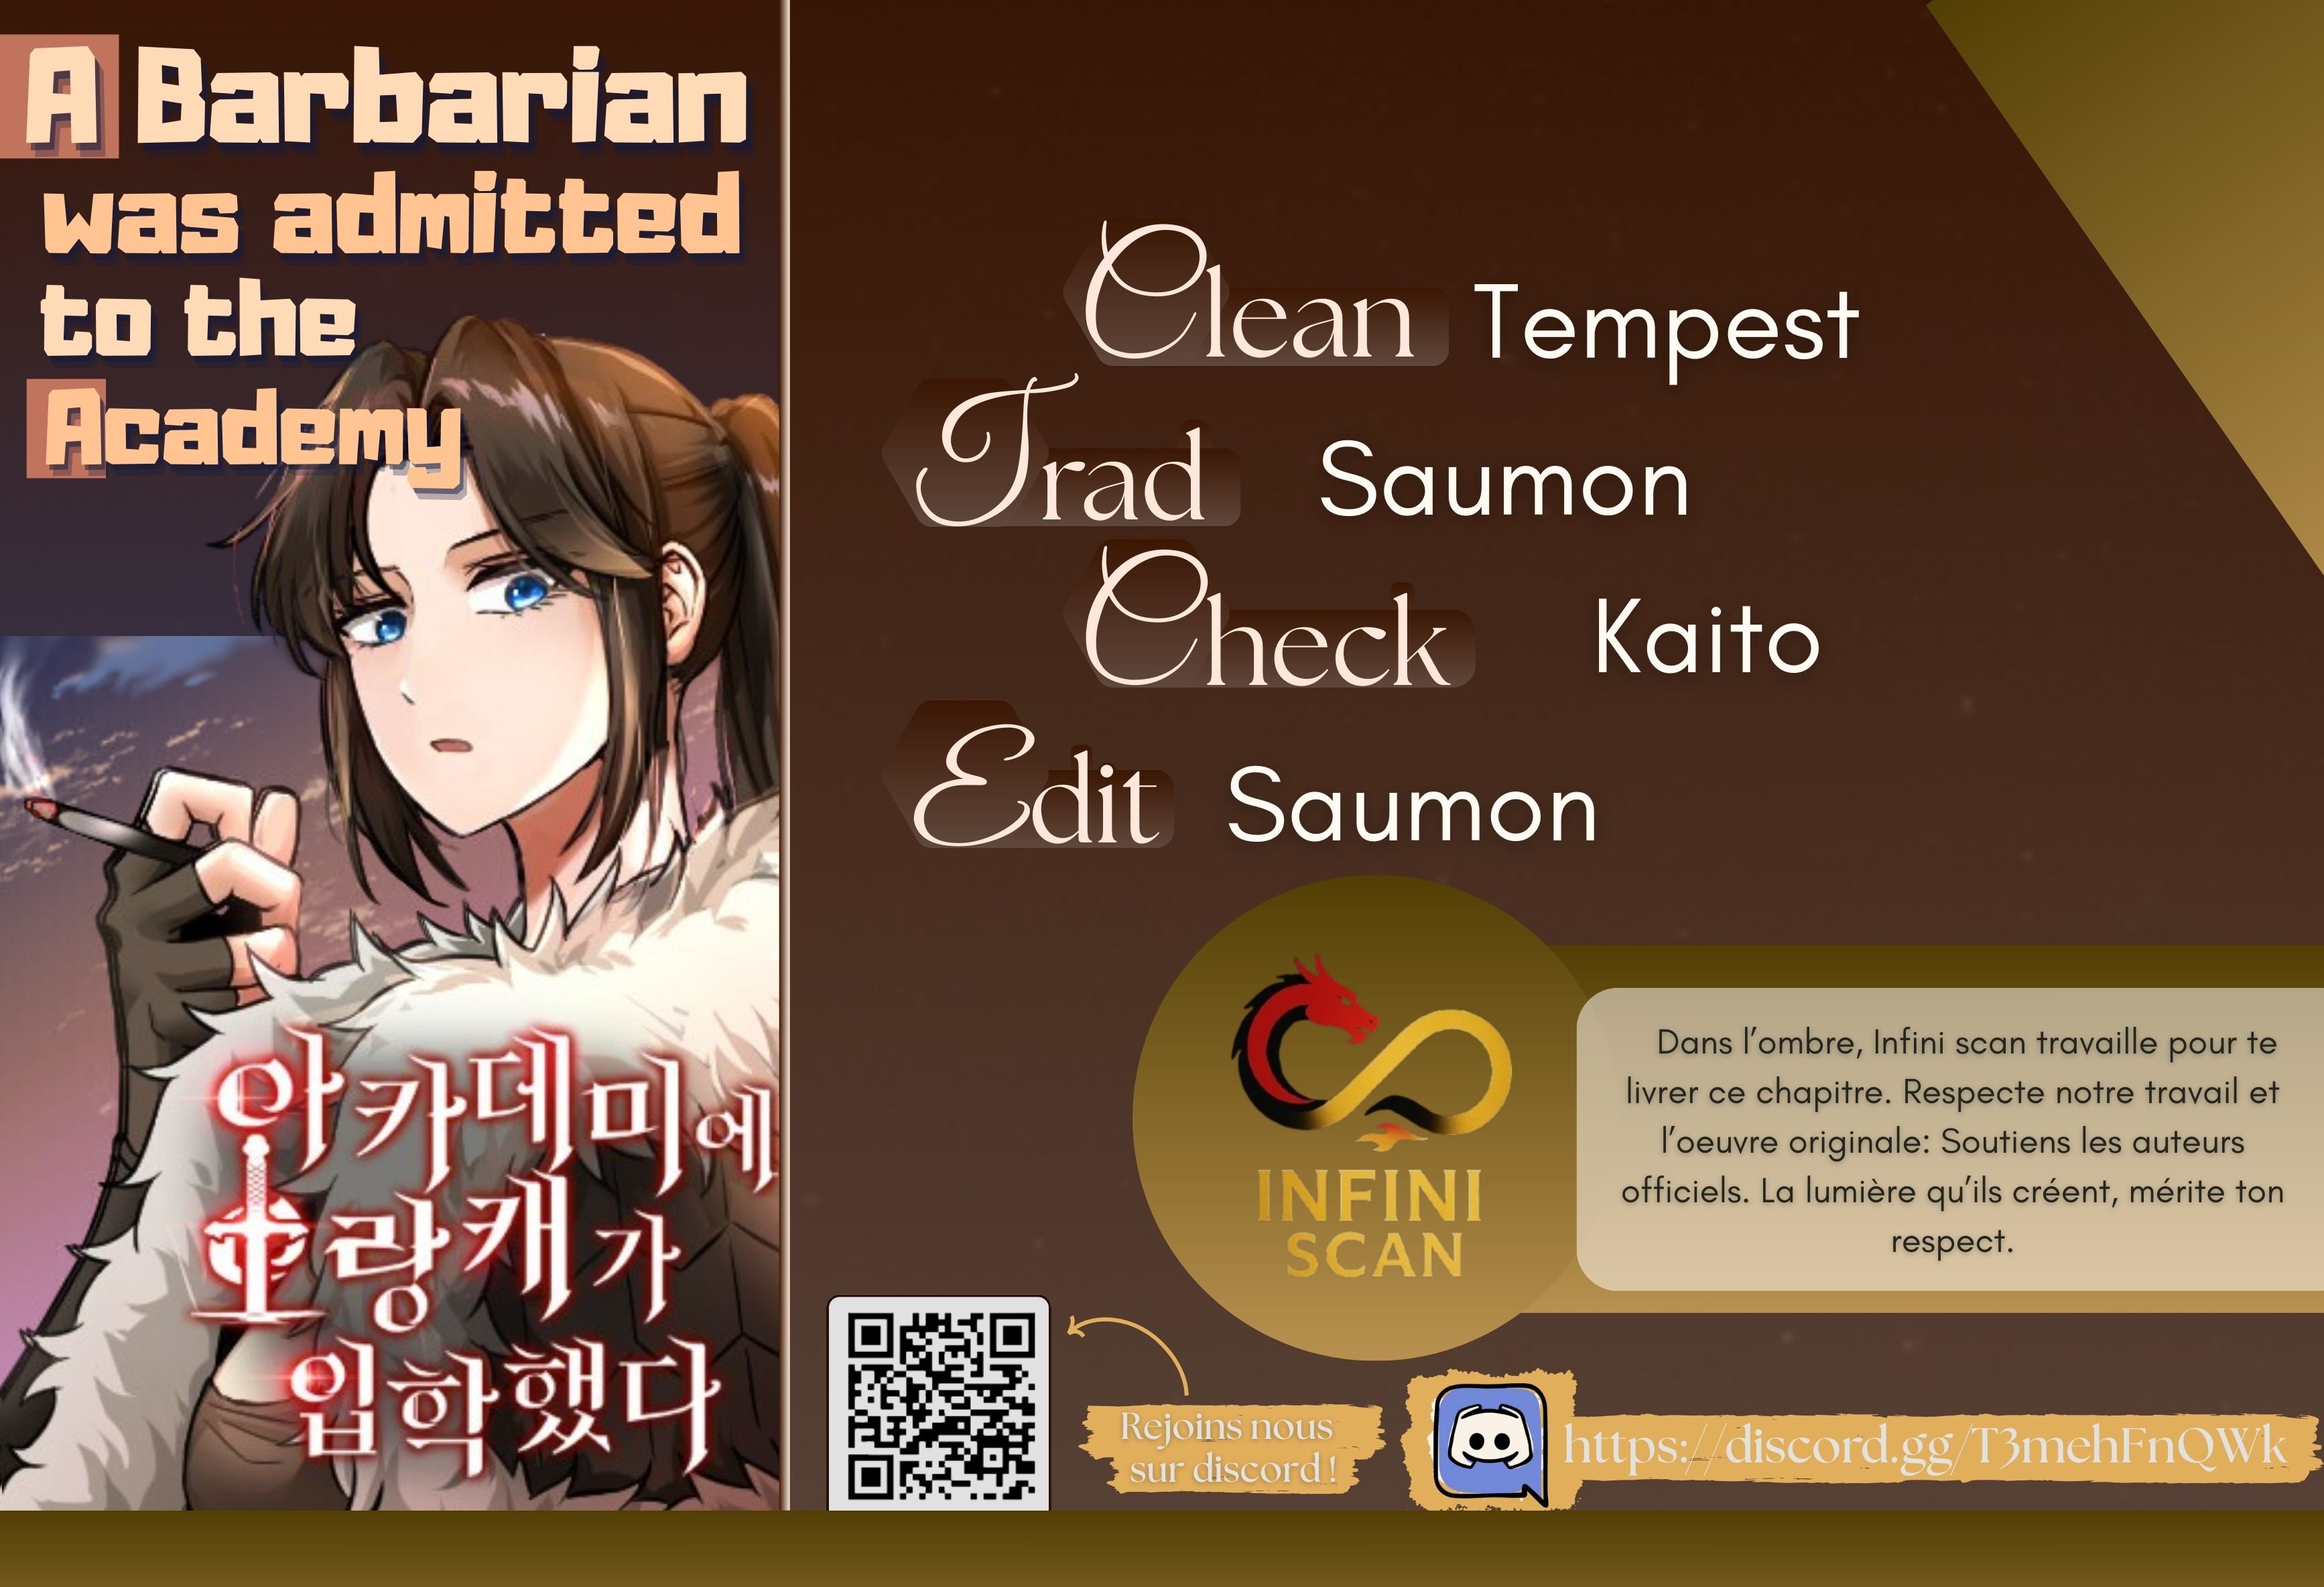 A Barbarian
was admitted
to the
Academy
아카데미에
오랑캐가
입학했다
Clean Tempest
Trad Saumon
Check Kaito
Edit Saumon
INFINI
SCAN
Dans l’ombre, Infini scan travaille pour te
livrer ce chapitre. Respecte notre travail et
l’oeuvre originale: Soutiens les auteurs
officiels. La lumière qu’ils créent, mérite ton
respect.
Rejoins nous
sur discord !
https://discord.gg/T3mehFnQWk